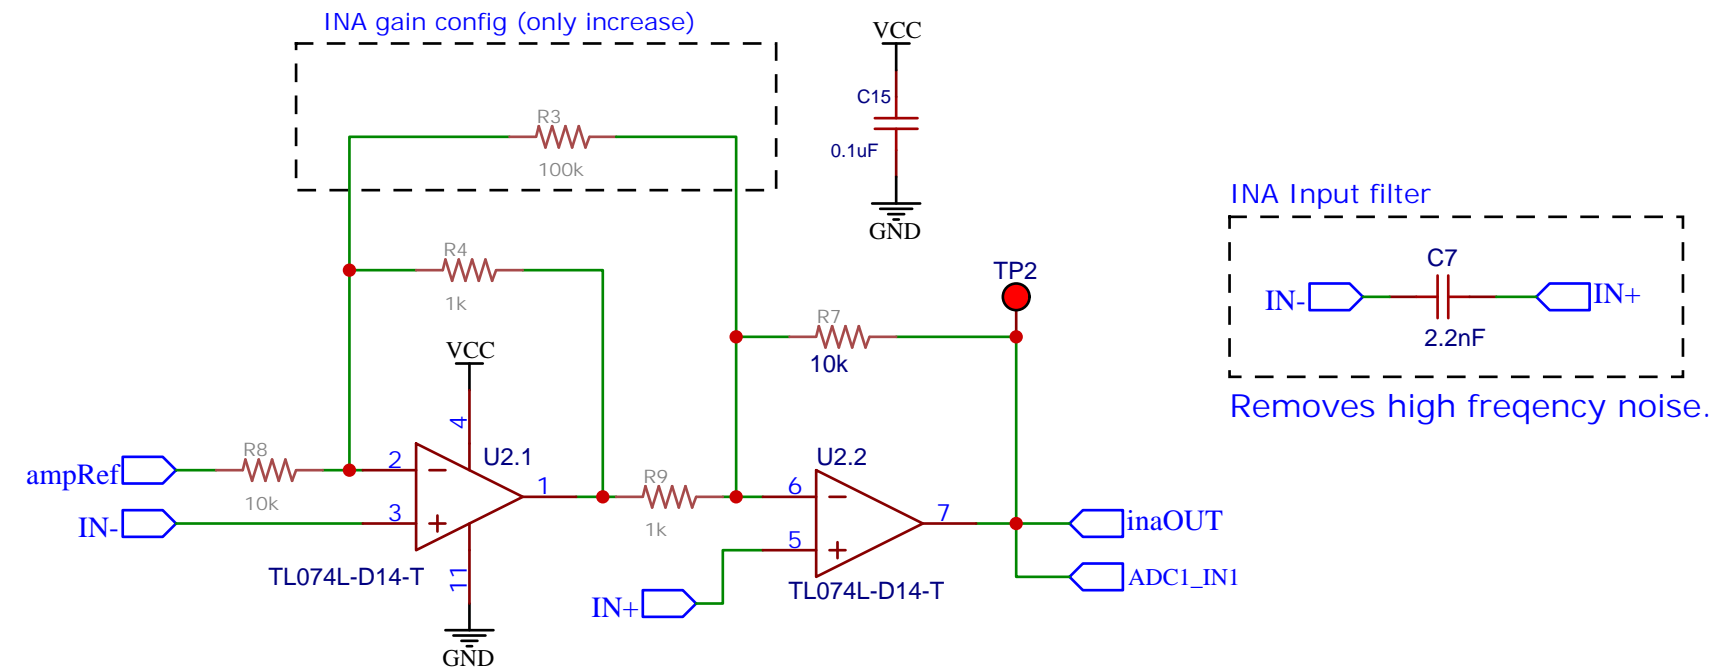 INA gain config (only increase)
VCC
R3
100k
C15
0.1uF
GND
INA Input filter
R4
1k
TP2
C7
IN-
IN+
2.2nF
R7
10k
VCC
Removes high freqency noise.
4
ampRef
R8
10k
2
U2.1
1
R9
1k
U2.2
6
7
IN-
3
5
inaOUT
TL074L-D14-T
11
TL074L-D14-T
ADC1_IN1
IN+
GND